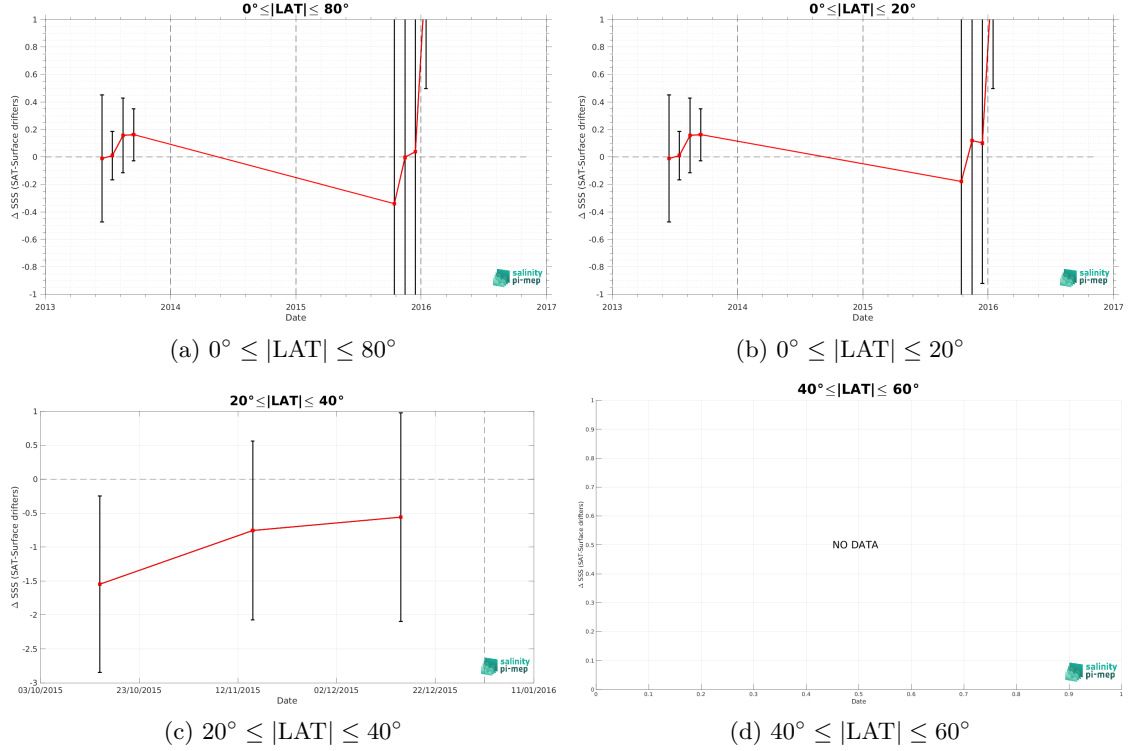 0°≤|LAT|≤ 80°
Δ SSS (SAT-Surface drifters)
1
0.8
0.6
0.4
0.2
0
-0.2
-0.4
-0.6
-0.8
-1
2013
2014
2015
2016
2017
Date
salinity
pi-mep
(a) 0° ≤ |LAT| ≤ 80°
0°≤|LAT|≤ 20°
Δ SSS (SAT-Surface drifters)
1
0.8
0.6
0.4
0.2
0
-0.2
-0.4
-0.6
-0.8
-1
2013
2014
2015
2016
2017
Date
salinity
pi-mep
(b) 0° ≤ |LAT| ≤ 20°
20°≤|LAT|≤ 40°
Δ SSS (SAT-Surface drifters)
1
0.5
0
-0.5
-1
-1.5
-2
-2.5
-3
03/10/2015
23/10/2015
12/11/2015
02/12/2015
22/12/2015
11/01/2016
Date
salinity
pi-mep
(c) 20° ≤ |LAT| ≤ 40°
40°≤|LAT|≤ 60°
Δ SSS (SAT-Surface drifters)
1
0.9
0.8
0.7
0.6
0.5
0.4
0.3
0.2
0.1
0
NO DATA
0
0.1
0.2
0.3
0.4
0.5
0.6
0.7
0.8
0.9
1
Date
salinity
pi-mep
(d) 40° ≤ |LAT| ≤ 60°